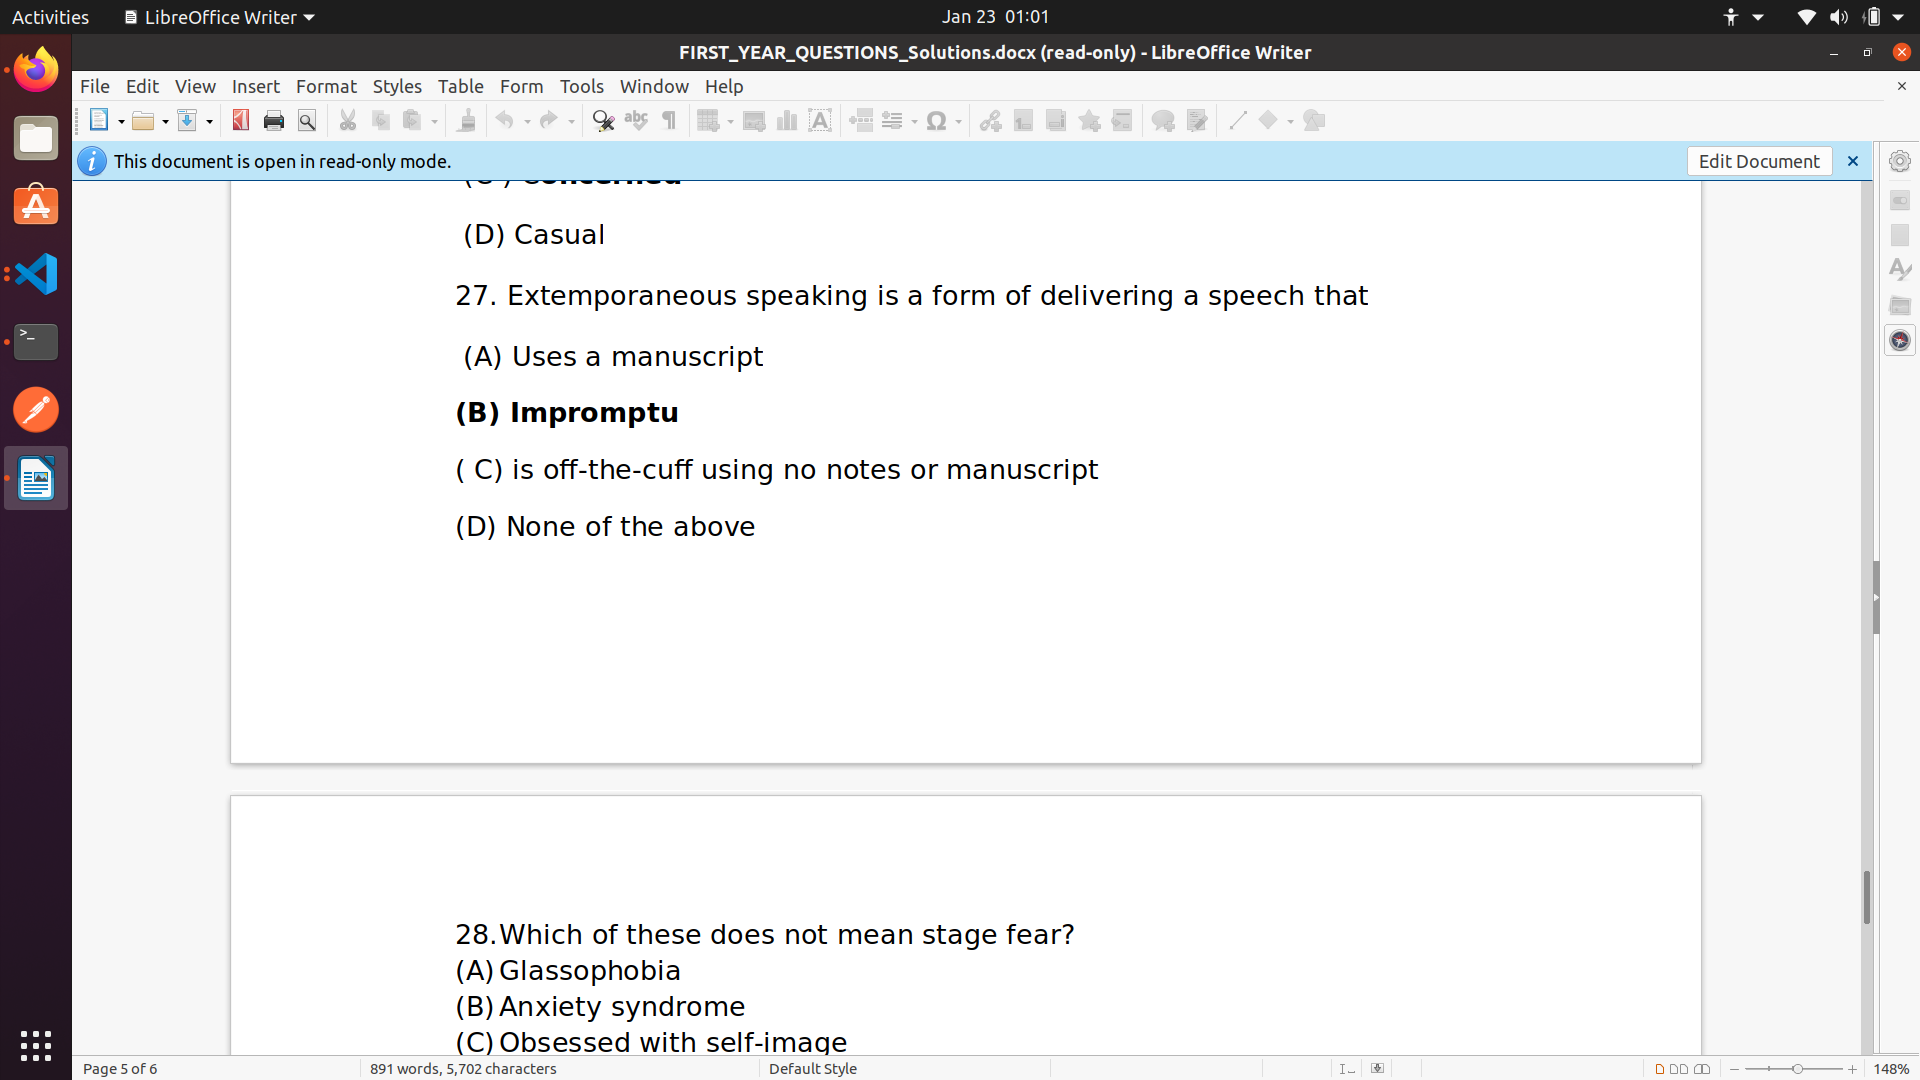 Activities
LibreOffice Writer
Jan 23 01:01
FIRST_YEAR_QUESTIONS_Solutions.docx (read-only) - LibreOffice Writer
File Edit View Insert Format Styles Table Form Tools Window Help
This document is open in read-only mode.
Edit Document
(D) Casual
27. Extemporaneous speaking is a form of delivering a speech that
(A) Uses a manuscript
(B) Impromptu
( C) is off-the-cuff using no notes or manuscript
(D) None of the above
28.Which of these does not mean stage fear?
(A) Glassophobia
(B) Anxiety syndrome
(C) Obsessed with self-image
Page 5 of 6
891 words, 5,702 characters
Default Style
148%